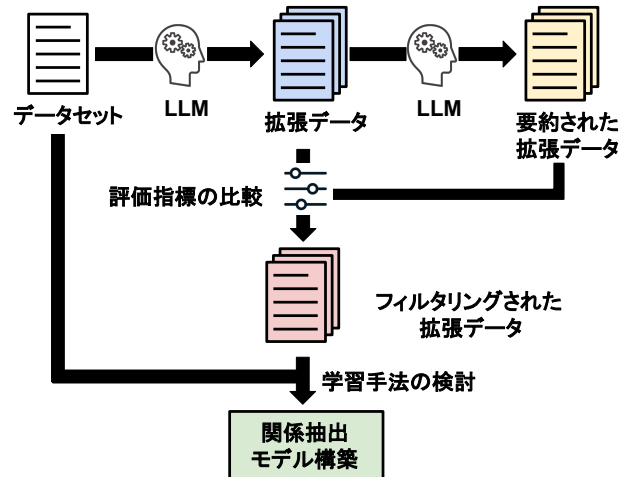 データセット
LLM
拡張データ
LLM
要約された
拡張データ
評価指標の比較
フィルタリングされた
拡張データ
学習手法の検討
関係抽出
モデル構築